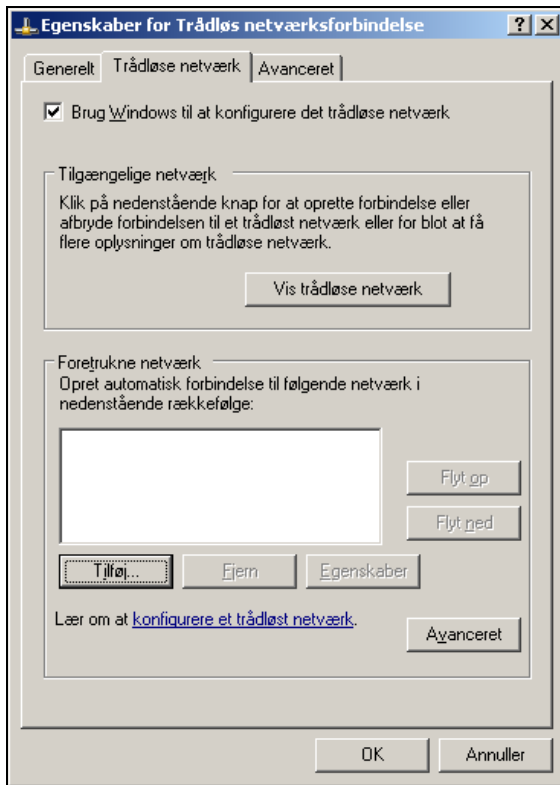 Egenskaber for Trådløs netværksforbindelse
Generelt
Trådløse netværk
Avanceret
Brug Windows til at konfigurere det trådløse netværk
Tilgængelige netværk
Klik på nedenstående knap for at oprette forbindelse eller
afbryde forbindelsen til et trådløst netværk eller for blot at få
flere oplysninger om trådløse netværk.
Vis trådløse netværk
Foretrukne netværk
Opret automatisk forbindelse til følgende netværk i
nedenstående rækkefølge:
Flyt op
Flyt ned
Tilføj...
Fjern
Egenskaber
Lær om at konfigurere et trådløst netværk.
Avanceret
OK
Annuller